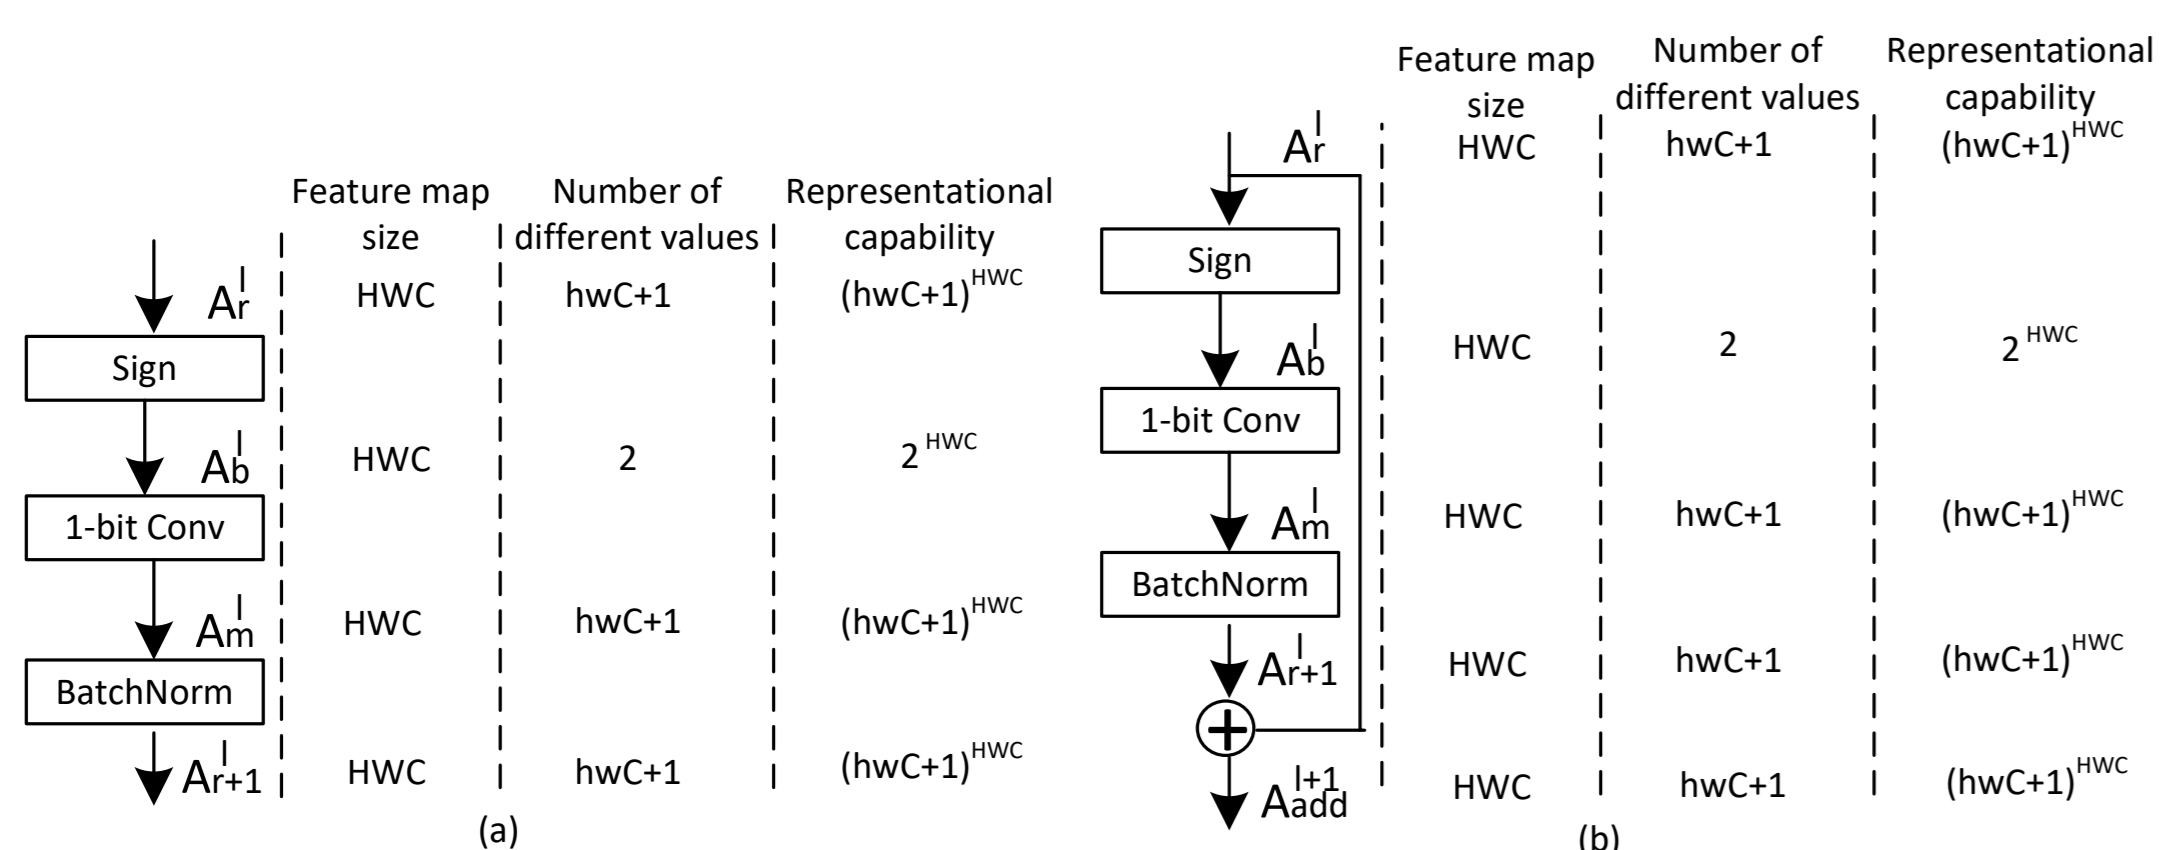 Feature map
size
Number of
different values
Representational
capability
A_r^l
HWC
hwC+1
(hwC+1)^HWC
Sign
A_b^l
HWC
2
2^HWC
1-bit Conv
A_m^l
HWC
hwC+1
(hwC+1)^HWC
BatchNorm
A_r+1^l
HWC
hwC+1
(hwC+1)^HWC
(a)
Feature map
size
Number of
different values
Representational
capability
A_r^l
HWC
hwC+1
(hwC+1)^HWC
Sign
A_b^l
HWC
2
2^HWC
1-bit Conv
A_m^l
HWC
hwC+1
(hwC+1)^HWC
BatchNorm
A_r+1^l
HWC
hwC+1
(hwC+1)^HWC
+
A_add^l+1
HWC
hwC+1
(hwC+1)^HWC
(b)